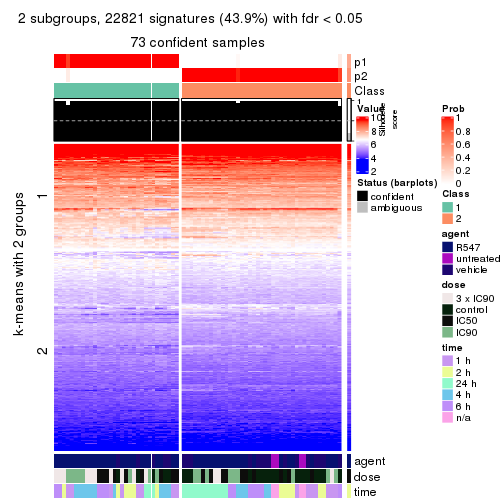 2 subgroups, 22821 signatures (43.9%) with fdr < 0.05
73 confident samples
p1
p2
Class
1
Silhouette
score
k-means with 2 groups
1
2
agent
dose
time
Value
10
8
6
4
2
Status (barplots)
confident
ambiguous
Prob
1
0.8
0.6
0.4
0.2
0
Class
1
2
agent
R547
untreated
vehicle
dose
3 x IC90
control
IC50
IC90
time
1 h
2 h
24 h
4 h
6 h
n/a